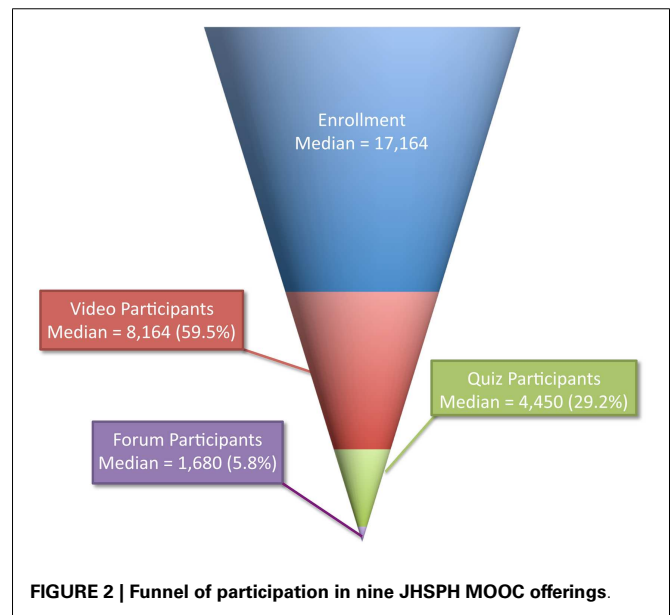 Enrollment
Median = 17,164
Video Participants
Median = 8,164 (59.5%)
Quiz Participants
Median = 4,450 (29.2%)
Forum Participants
Median = 1,680 (5.8%)
FIGURE 2 | Funnel of participation in nine JHSPH MOOC offerings.